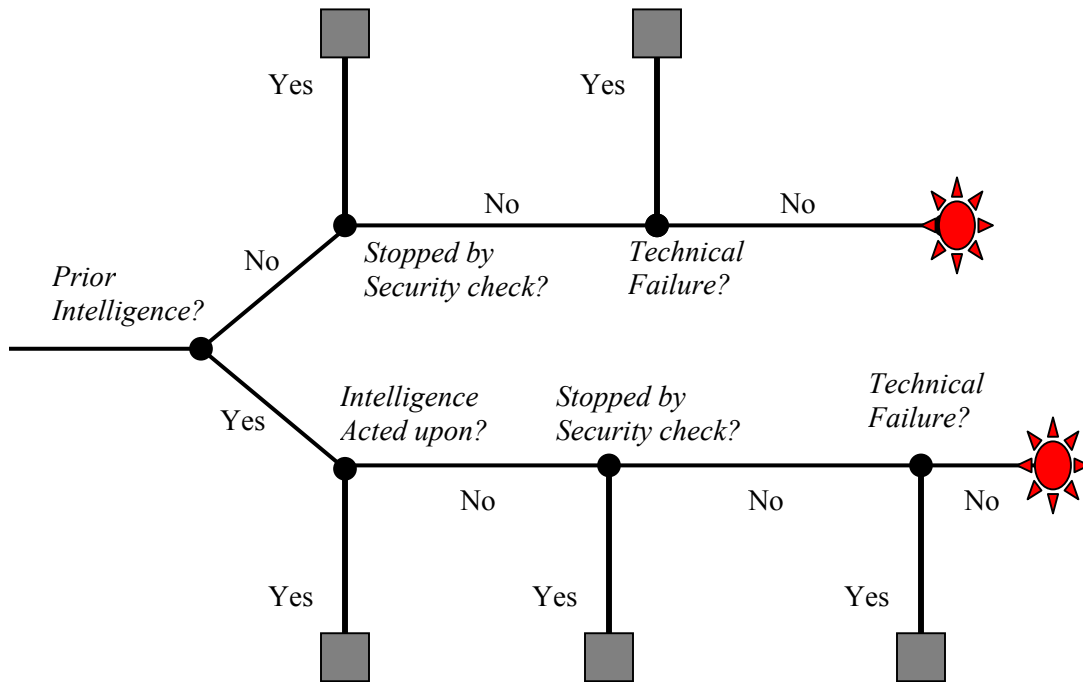 Yes
Yes
No
No
Stopped by
Security check?
Technical
Failure?
No
Prior
Intelligence?
Yes
Intelligence
Acted upon?
Stopped by
Security check?
Technical
Failure?
No
No
No
Yes
Yes
Yes